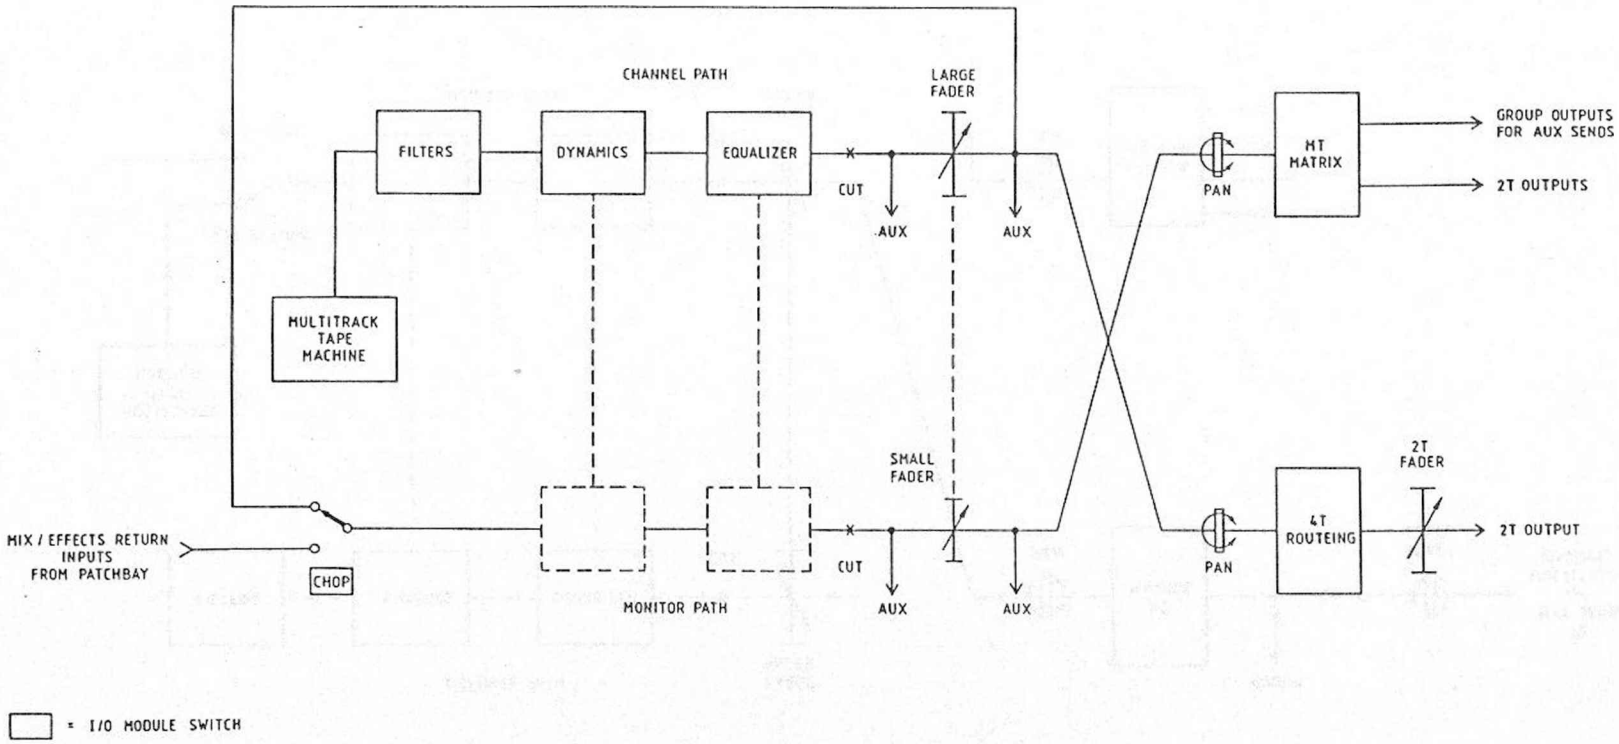 CHANNEL PATH
LARGE
FADER
FILTERS
DYNAMICS
EQUALIZER
CUT
AUX
AUX
PAN
MT
MATRIX
GROUP OUTPUTS
FOR AUX SENDS
2T OUTPUTS
MULTITRACK
TAPE
MACHINE
SMALL
FADER
2T
FADER
MIX / EFFECTS RETURN
INPUTS
FROM PATCHBAY
CHOP
MONITOR PATH
CUT
AUX
AUX
PAN
4T
ROUTEING
2T OUTPUT
= I/O MODULE SWITCH